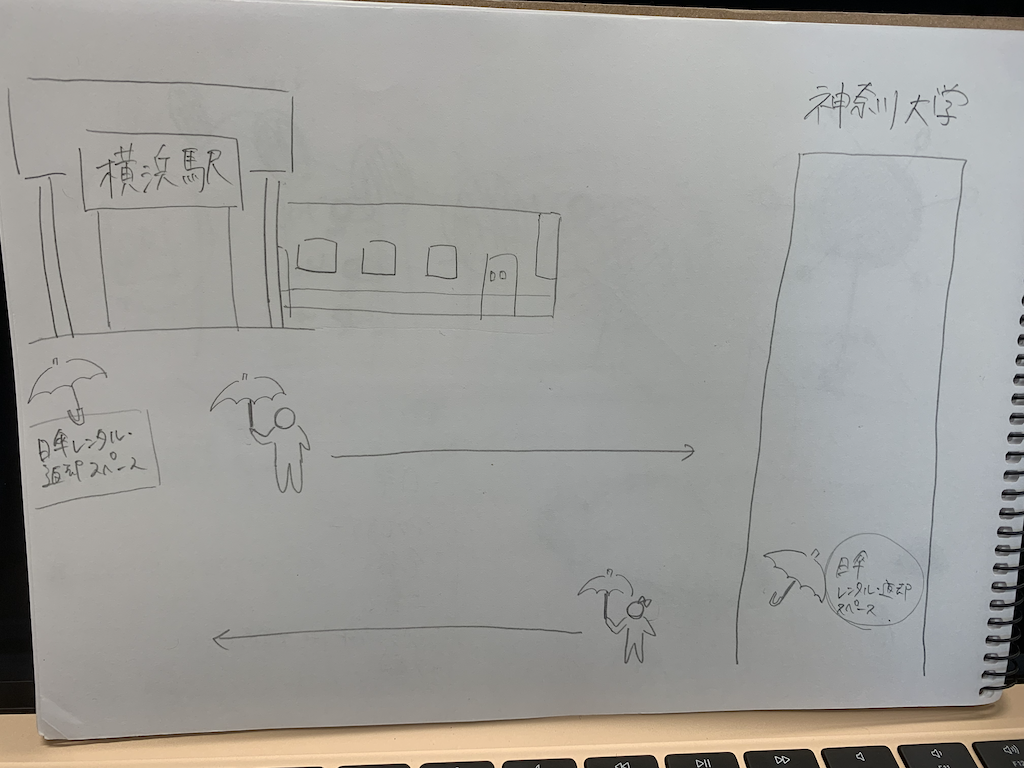 横浜駅
神奈川大学
日傘レンタル・
返却スペース
日傘
レンタル・返却
スペース